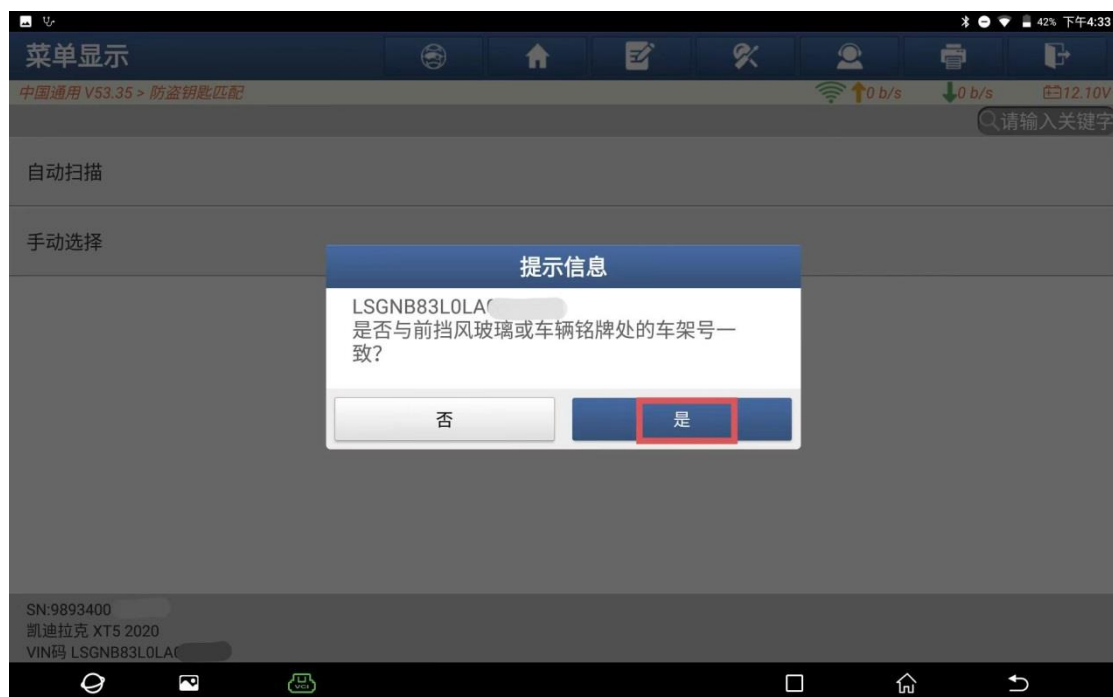 42% 下午4:33
菜单显示
中国通用 V53.35 > 防盗钥匙匹配
0 b/s
0 b/s
12.10V
请输入关键字
自动扫描
手动选择
提示信息
LSGNB83L0LA
是否与前挡风玻璃或车辆铭牌处的车架号一
致?
否
是
SN:9893400
凯迪拉克 XT5 2020
VIN码 LSGNB83L0LA
VCI